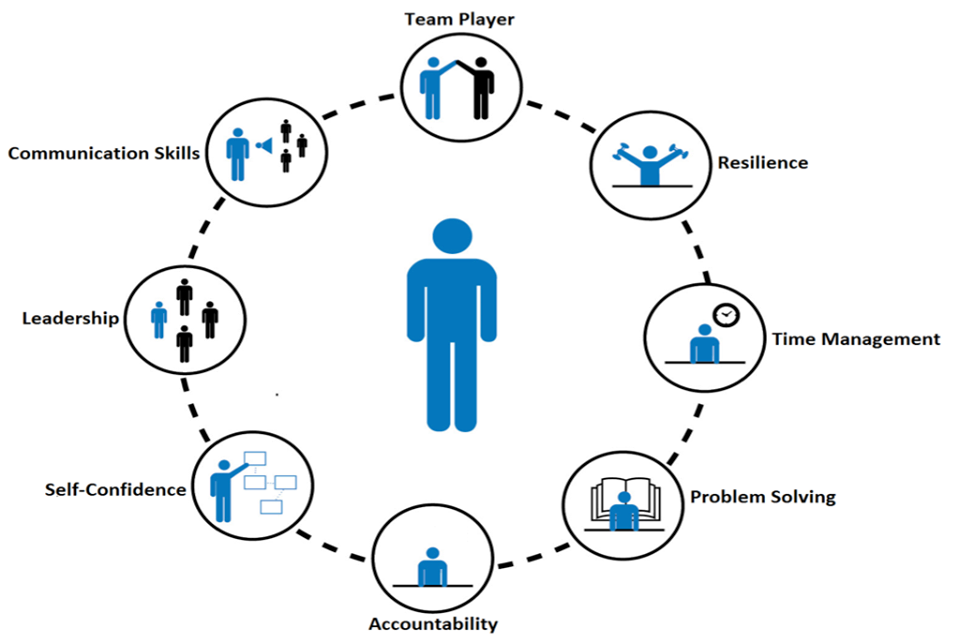 Team Player
Communication Skills
Resilience
Leadership
Time Management
Self-Confidence
Problem Solving
Accountability